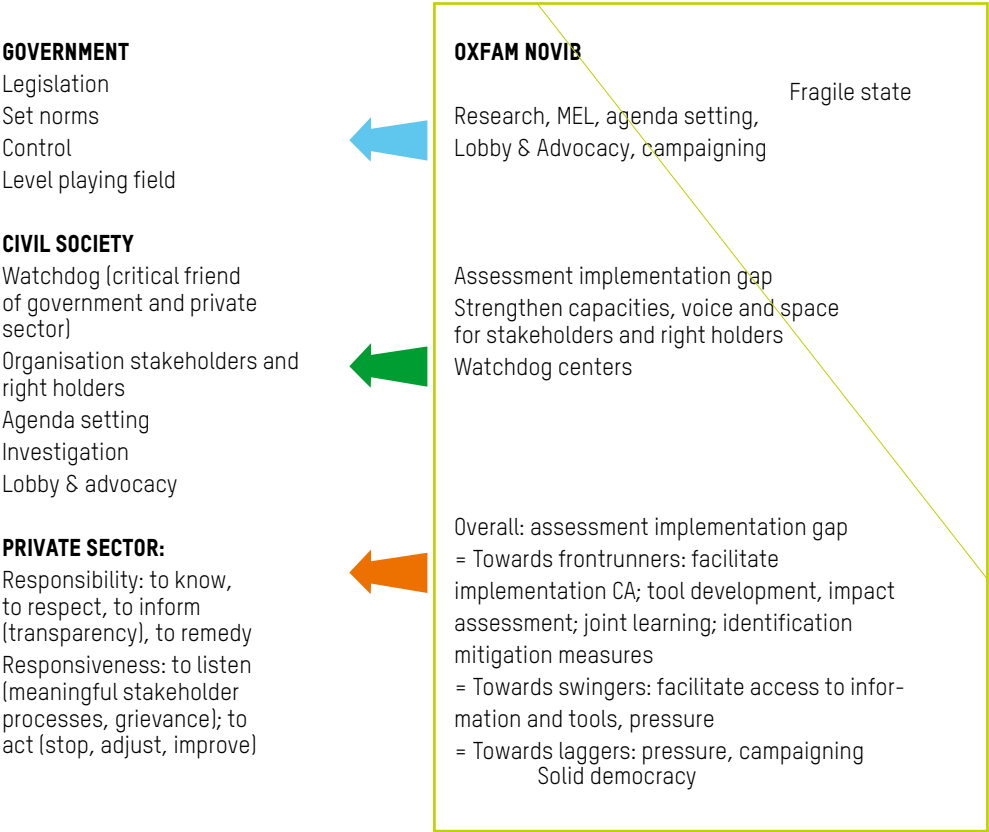 GOVERNMENT
Legislation
Set norms
Control
Level playing field
CIVIL SOCIETY
Watchdog (critical friend
of government and private
sector)
Organisation stakeholders and
right holders
Agenda setting
Investigation
Lobby & advocacy
PRIVATE SECTOR:
Responsibility: to know,
to respect, to inform
(transparency), to remedy
Responsiveness: to listen
(meaningful stakeholder
processes, grievance); to
act (stop, adjust, improve)
OXFAM NOVIB
Fragile state
Research, MEL, agenda setting,
Lobby & Advocacy, campaigning
Assessment implementation gap
Strengthen capacities, voice and space
for stakeholders and right holders
Watchdog centers
Overall: assessment implementation gap
= Towards frontrunners: facilitate
implementation CA; tool development, impact
assessment; joint learning; identification
mitigation measures
= Towards swingers: facilitate access to infor-
mation and tools, pressure
= Towards laggers: pressure, campaigning
Solid democracy